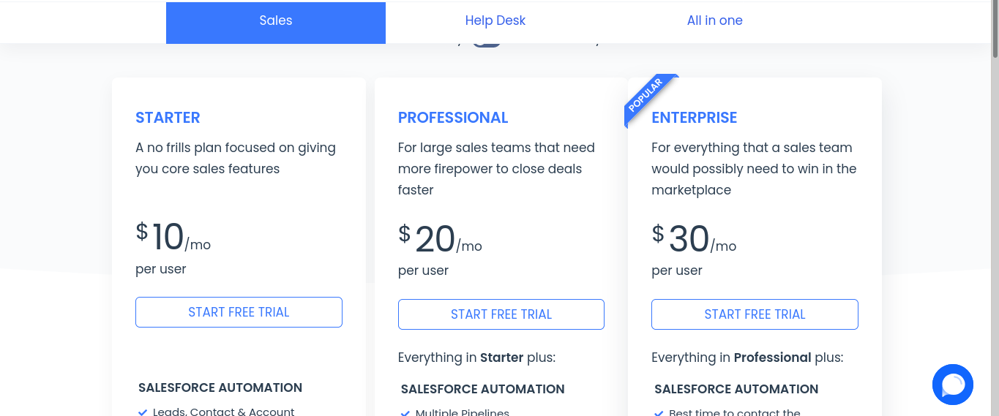 Sales
Help Desk
All in one
STARTER
A no frills plan focused on giving
you core sales features
$10/mo
per user
START FREE TRIAL
SALESFORCE AUTOMATION
Leads, Contact & Account
PROFESSIONAL
For large sales teams that need
more firepower to close deals
faster
$20/mo
per user
START FREE TRIAL
Everything in Starter plus:
SALESFORCE AUTOMATION
Multiple Pipelines
POPULAR
ENTERPRISE
For everything that a sales team
would possibly need to win in the
marketplace
$30/mo
per user
START FREE TRIAL
Everything in Professional plus:
SALESFORCE AUTOMATION
Best time to contact the